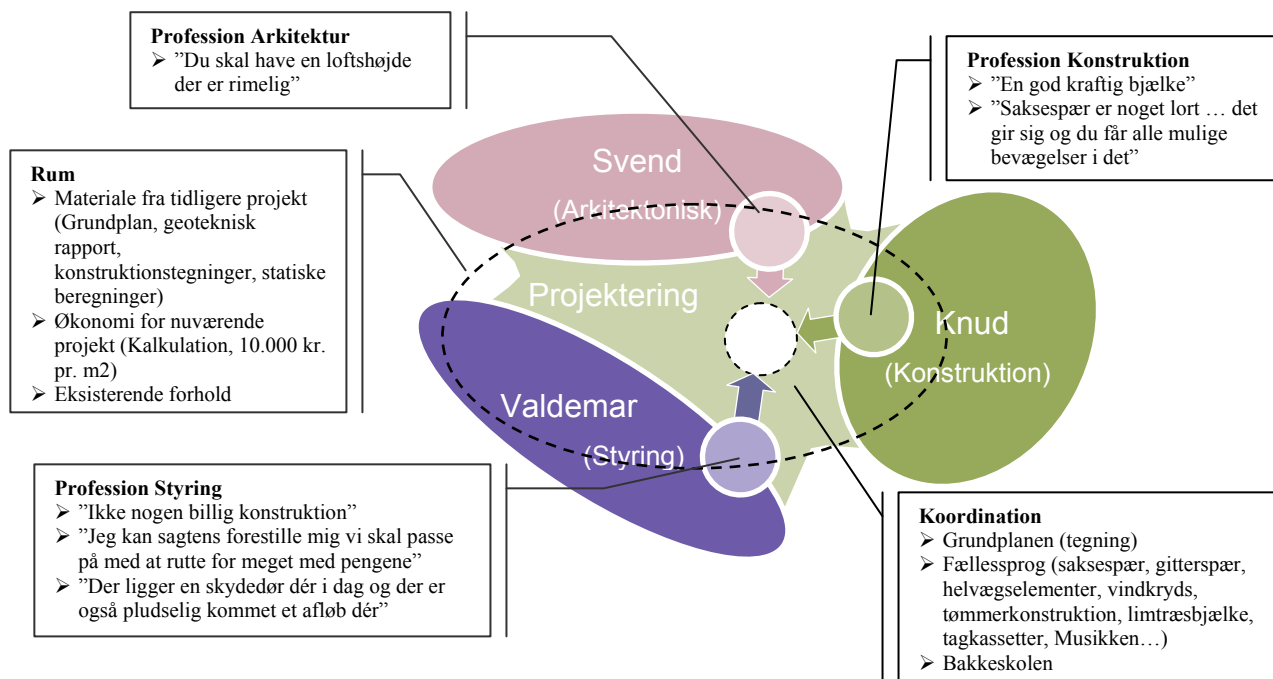 Profession Arkitektur
➢ ”Du skal have en loftshøjde
der er rimelig”
Profession Konstruktion
➢ ”En god kraftig bjælke”
➢ ”Saksespær er noget lort … det
gir sig og du får alle mulige
bevægelser i det”
Rum
➢ Materiale fra tidligere projekt
(Grundplan, geoteknisk
rapport,
konstruktionstegninger, statiske
beregninger)
➢ Økonomi for nuværende
projekt (Kalkulation, 10.000 kr.
pr. m2)
➢ Eksisterende forhold
Svend
(Arkitektonisk)
Projektering
Knud
(Konstruktion)
Valdemar
(Styring)
Profession Styring
➢ ”Ikke nogen billig konstruktion”
➢ ”Jeg kan sagtens forestille mig vi skal passe
på med at rutte for meget med pengene”
➢ ”Der ligger en skydedør dér i dag og der er
også pludselig kommet et afløb dér”
Koordination
➢ Grundplanen (tegning)
➢ Fællessprog (saksespær, gitterspær,
helvægselementer, vindkryds,
tømmerkonstruktion, limtræsbjælke,
tagkassetter, Musikken…)
➢ Bakkeskolen